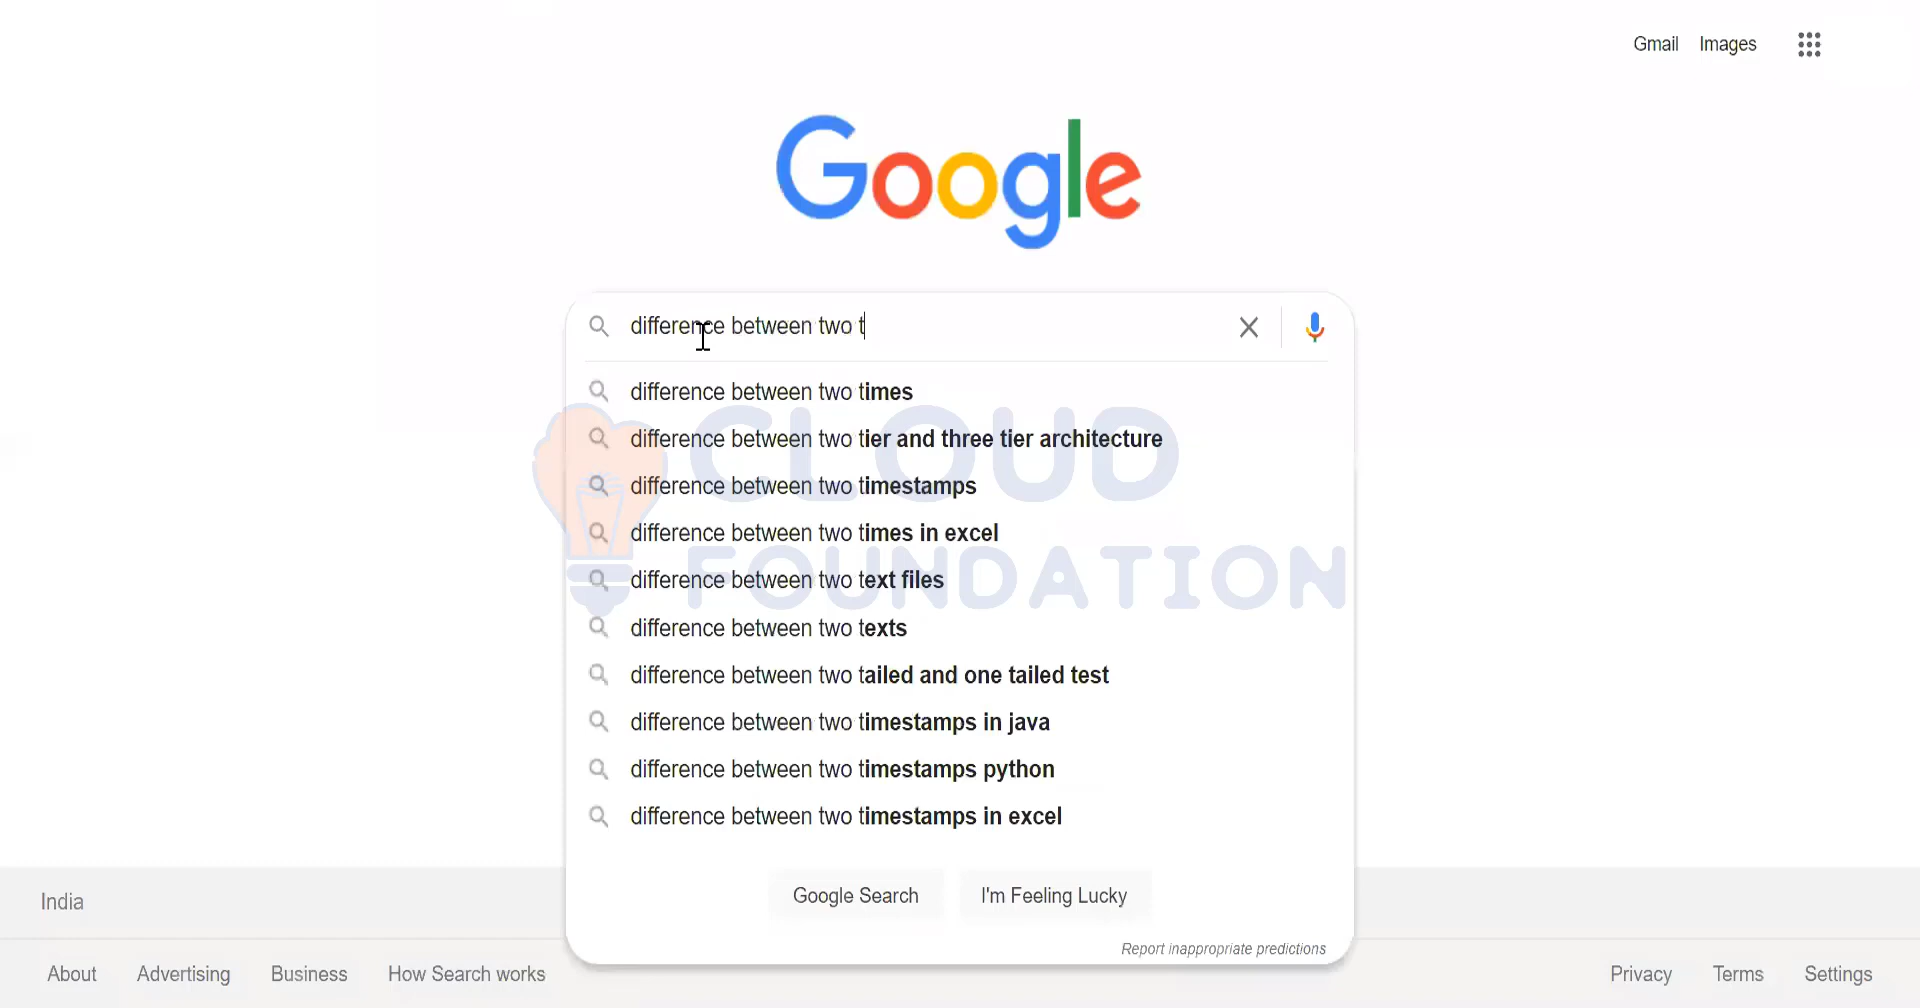 Gmail Images
Google
difference between two t
difference between two times
difference between two tier and three tier architecture
difference between two timestamps
difference between two times in excel
difference between two text files
difference between two texts
difference between two tailed and one tailed test
difference between two timestamps in java
difference between two timestamps python
difference between two timestamps in excel
CLOUD
FOUNDATION
Google Search I'm Feeling Lucky
Report inappropriate predictions
India
About Advertising Business How Search works Privacy Terms Settings